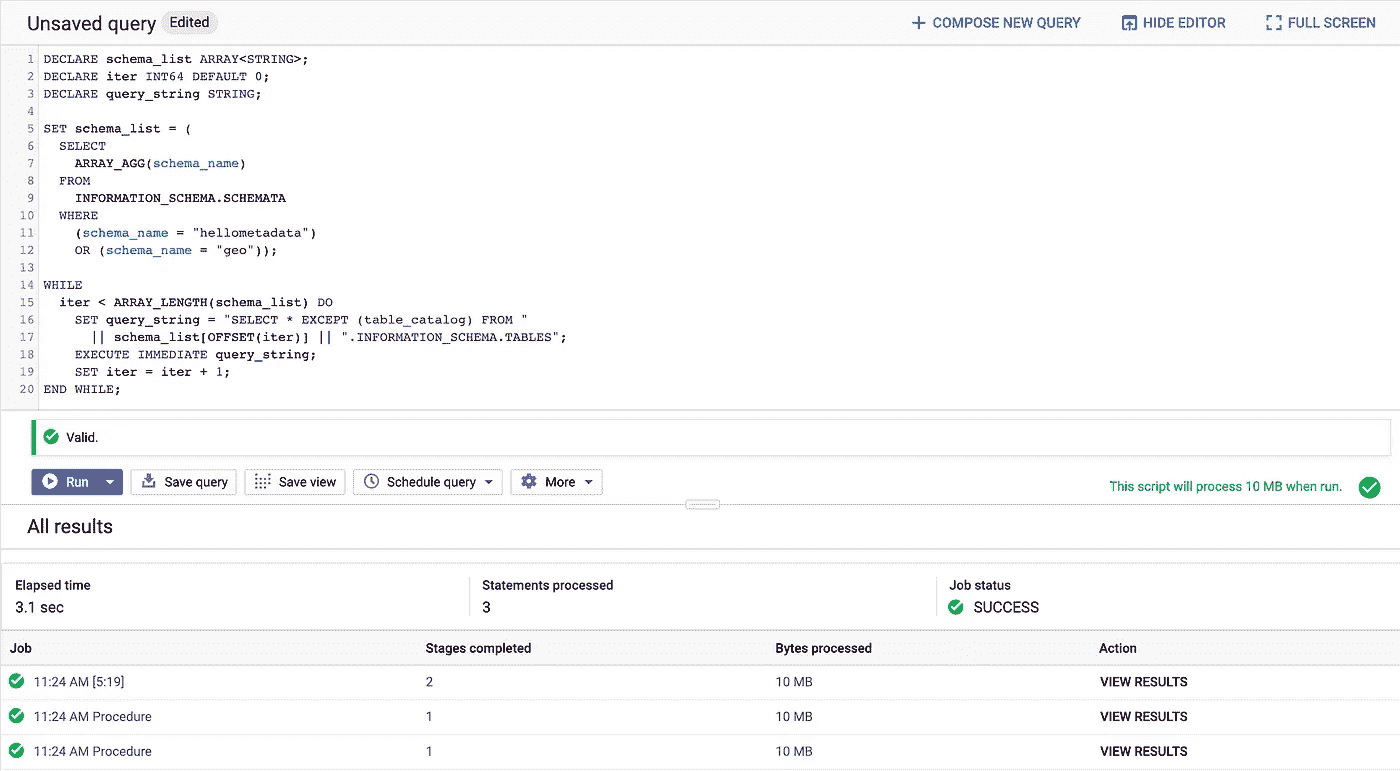 Unsaved query Edited COMPOSE NEW QUERY HIDE EDITOR FULL SCREEN
1 DECLARE schema_list ARRAY<STRING>;
2 DECLARE iter INT64 DEFAULT 0;
3 DECLARE query_string STRING;
4
5 SET schema_list = (
6 SELECT
7 ARRAY_AGG(schema_name)
8 FROM
9 INFORMATION_SCHEMA.SCHEMATA
10 WHERE
11 (schema_name = "hellometadata")
12 OR (schema_name = "geo"));
13
14 WHILE
15 iter < ARRAY_LENGTH(schema_list) DO
16 SET query_string = "SELECT * EXCEPT (table_catalog) FROM "
17 || schema_list[OFFSET(iter)] || ".INFORMATION_SCHEMA.TABLES";
18 EXECUTE IMMEDIATE query_string;
19 SET iter = iter + 1;
20 END WHILE;
Valid.
Run Save query Save view Schedule query More This script will process 10 MB when run.
All results
Elapsed time Statements processed Job status
3.1 sec 3 SUCCESS
Job Stages completed Bytes processed Action
11:24 AM [5:19] 2 10 MB VIEW RESULTS
11:24 AM Procedure 1 10 MB VIEW RESULTS
11:24 AM Procedure 1 10 MB VIEW RESULTS